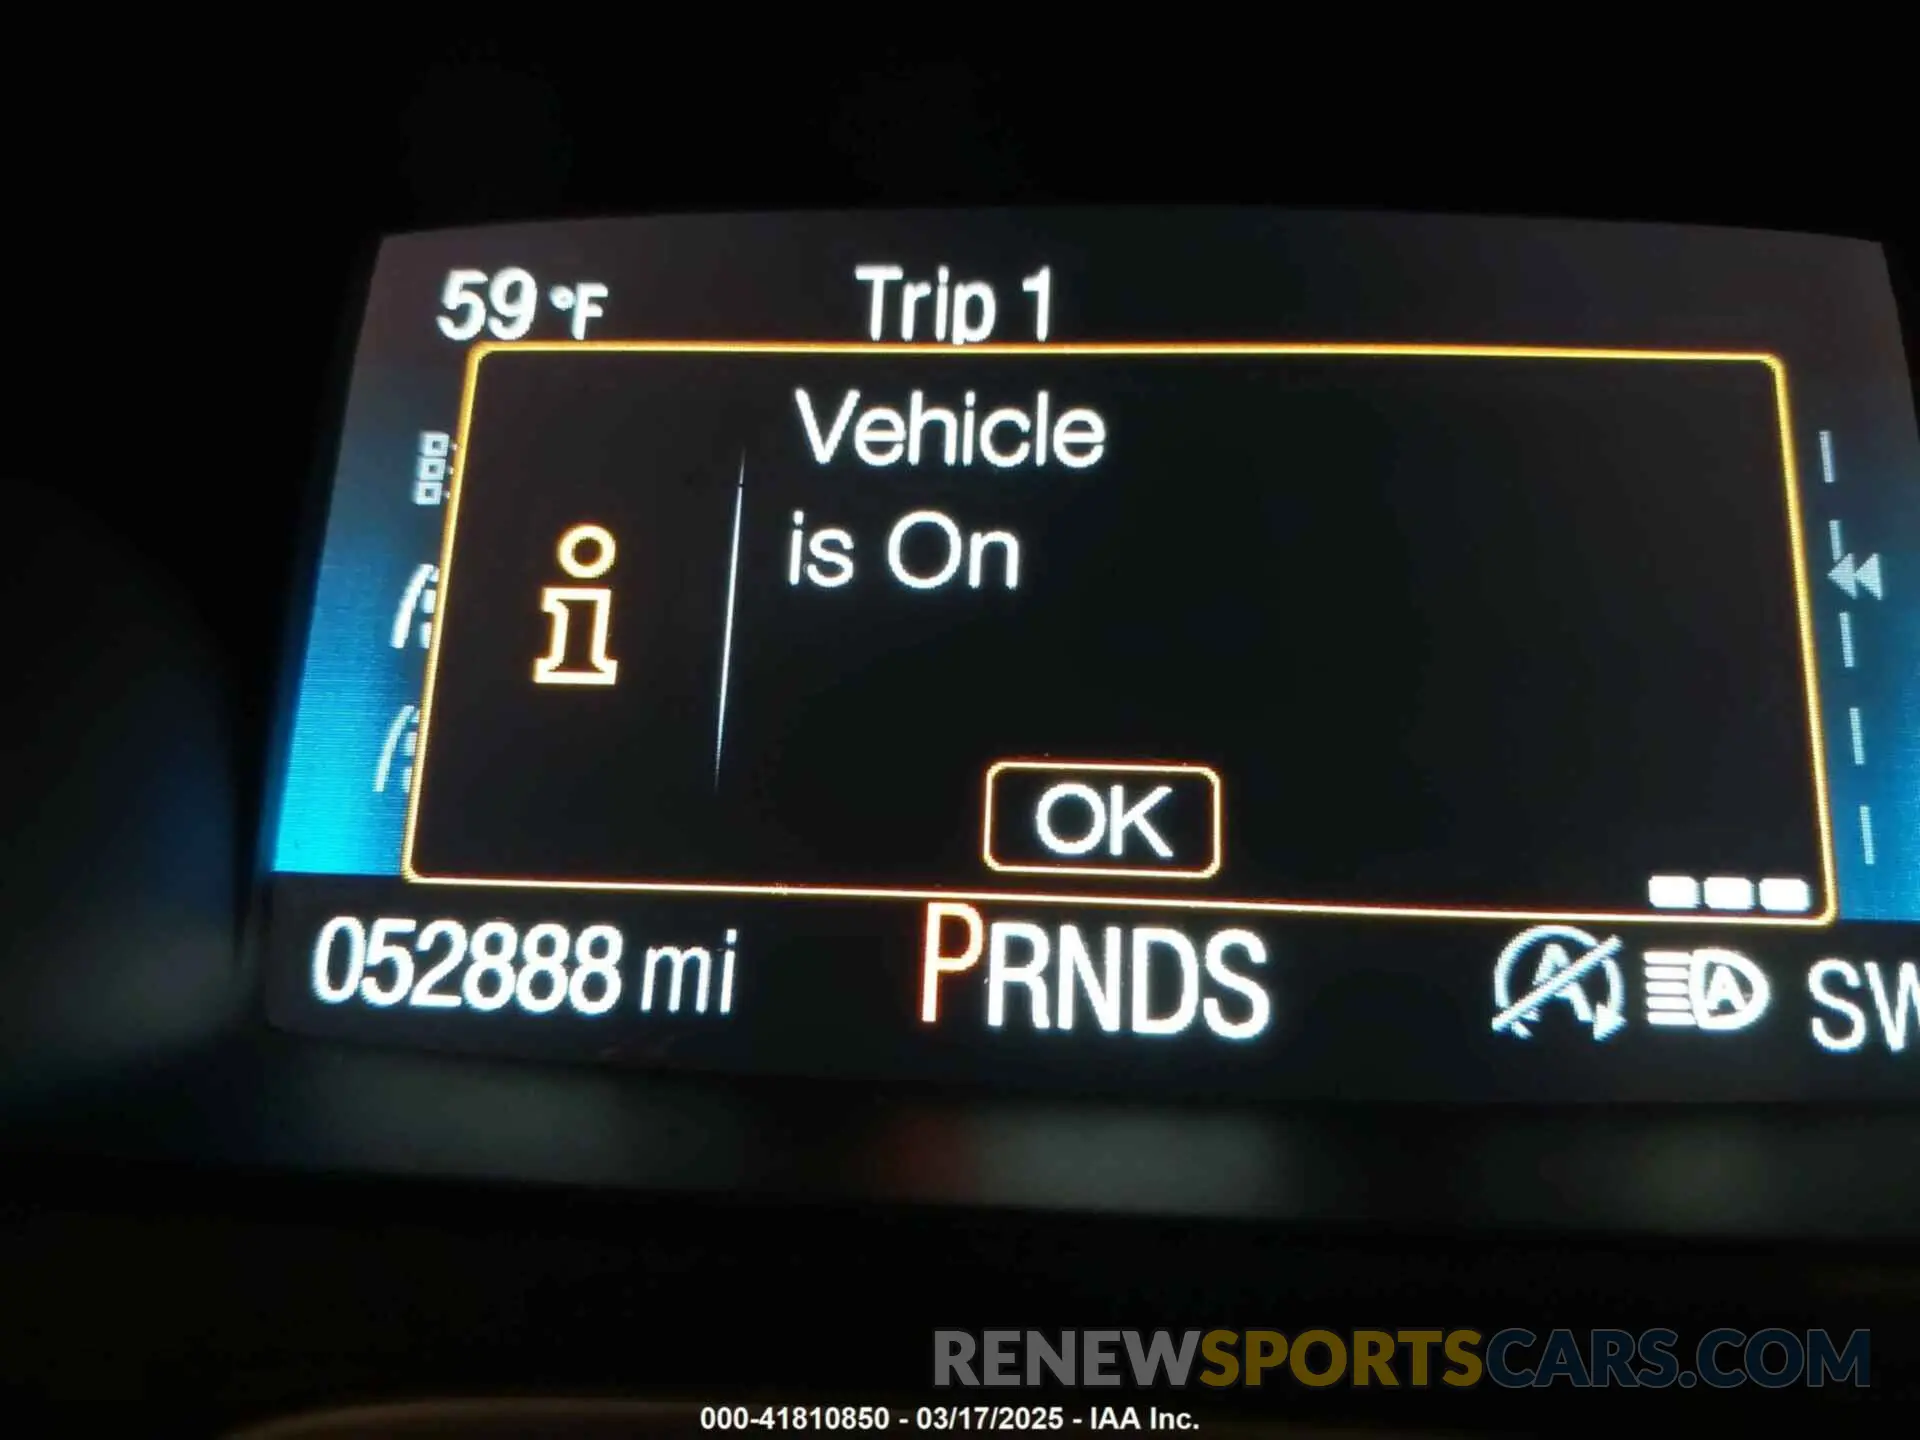 59 °F Trip 1
Vehicle
is On
OK
052888 mi PRNDS SW
RENEWSPORTSCARS.COM
000-41810850 - 03/17/2025 - IAA Inc.